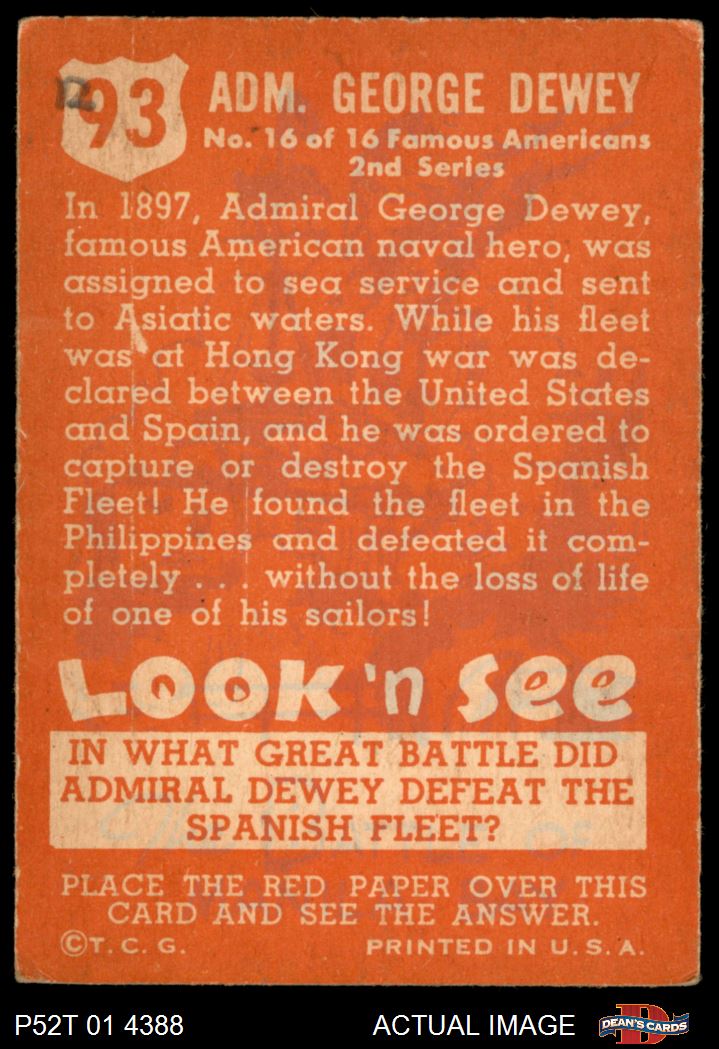 93
ADM. GEORGE DEWEY
No. 16 of 16 Famous Americans
2nd Series
In 1897, Admiral George Dewey,
famous American naval hero, was
assigned to sea service and sent
to Asiatic waters. While his fleet
was at Hong Kong war was de-
clared between the United States
and Spain, and he was ordered to
capture or destroy the Spanish
Fleet! He found the fleet in the
Philippines and defeated it com-
pletely . . . without the loss of life
of one of his sailors!
LOOK 'n See
IN WHAT GREAT BATTLE DID
ADMIRAL DEWEY DEFEAT THE
SPANISH FLEET?
PLACE THE RED PAPER OVER THIS
CARD AND SEE THE ANSWER.
©T. C. G. PRINTED IN U. S. A.
P52T 01 4388 ACTUAL IMAGE DEAN'S CARDS